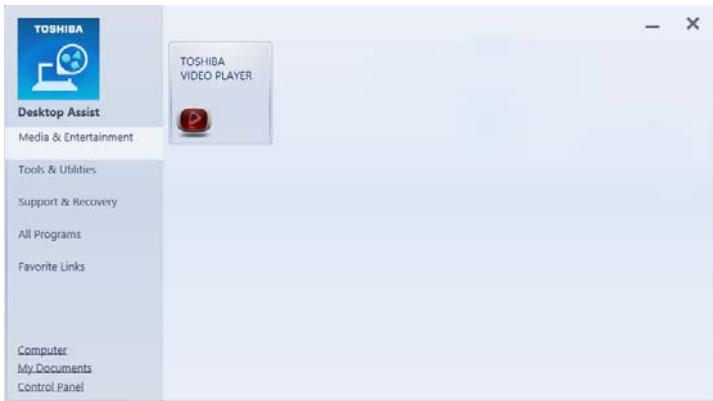 TOSHIBA
Desktop Assist
Media & Entertainment
Tools & Utilities
Support & Recovery
All Programs
Favorite Links
Computer
My Documents
Control Panel
TOSHIBA
VIDEO PLAYER